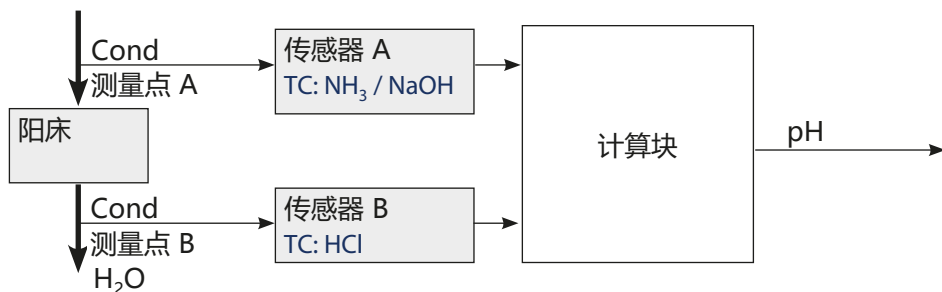 Cond
测量点 A
传感器 A
TC: NH₃ / NaOH
阳床
计算块
pH
Cond
测量点 B
H₂O
传感器 B
TC: HCl